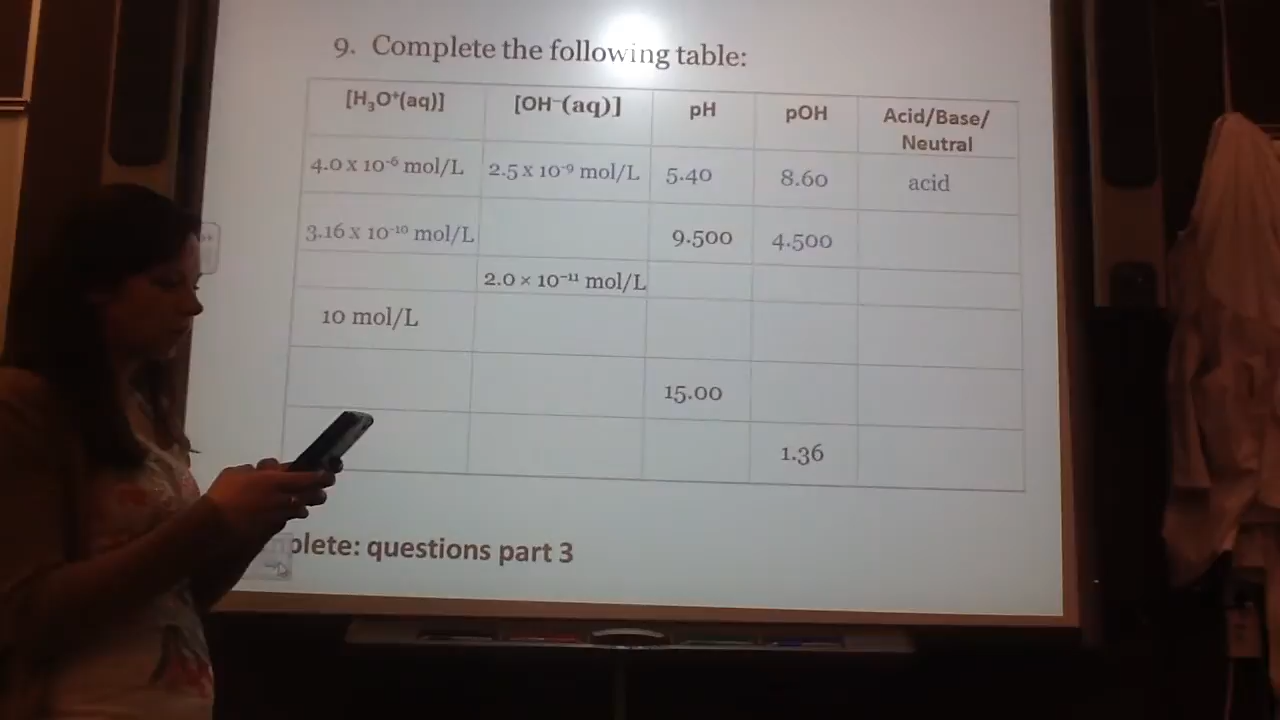 9. Complete the following table:
[H₃O⁺(aq)] [OH⁻(aq)] pH pOH Acid/Base/
Neutral
4.0 x 10⁻⁶ mol/L 2.5 x 10⁻⁹ mol/L 5.40 8.60 acid
3.16 x 10⁻¹⁰ mol/L 9.500 4.500
2.0 × 10⁻¹¹ mol/L
10 mol/L
15.00
1.36
plete: questions part 3